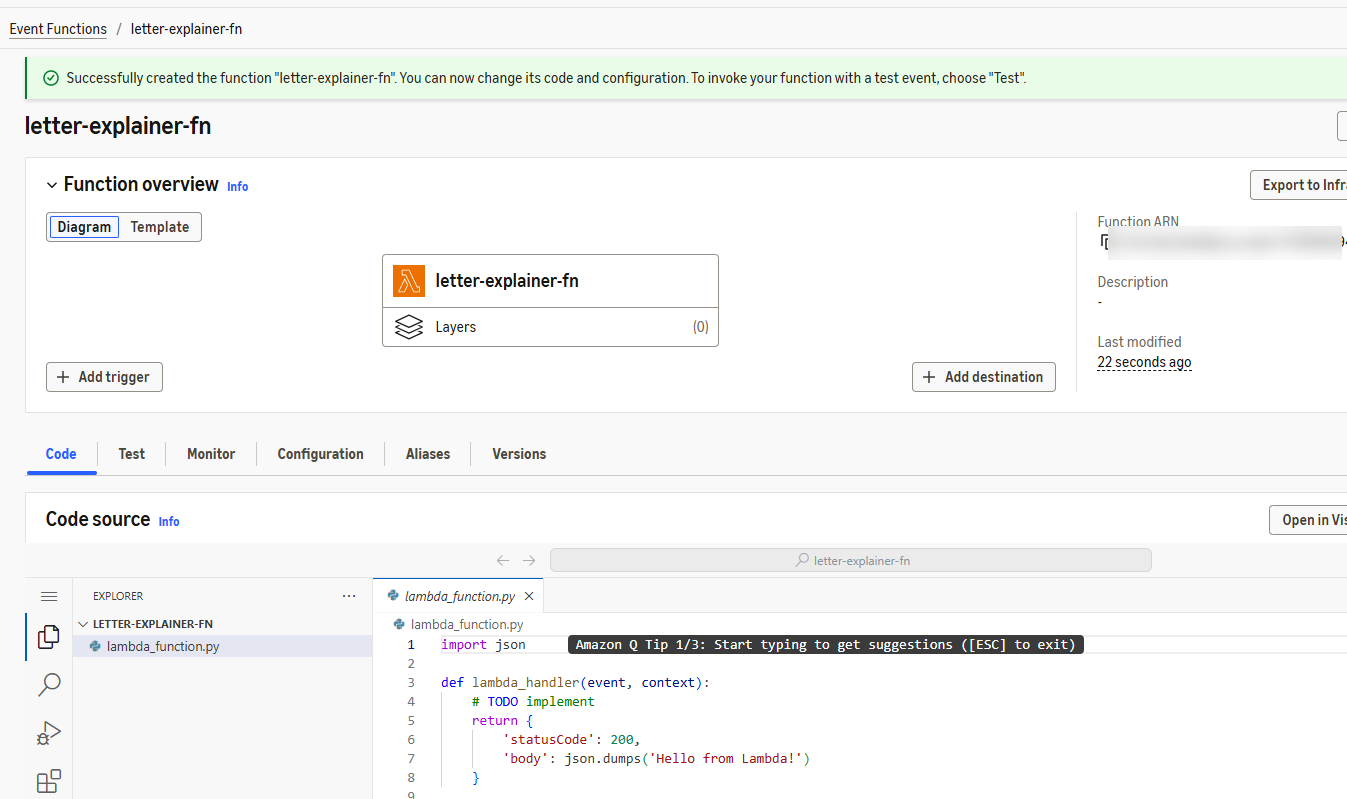 Event Functions / letter-explainer-fn
Successfully created the function "letter-explainer-fn". You can now change its code and configuration. To invoke your function with a test event, choose "Test".
letter-explainer-fn
Function overview Info
Export to Infr
Diagram Template
Function ARN
letter-explainer-fn
Layers (0)
Description
-
Last modified
22 seconds ago
+ Add trigger
+ Add destination
Code Test Monitor Configuration Aliases Versions
Code source Info
Open in Vis
letter-explainer-fn
EXPLORER ...
LETTER-EXPLAINER-FN
lambda_function.py
lambda_function.py
lambda_function.py
1 import json Amazon Q Tip 1/3: Start typing to get suggestions ([ESC] to exit)
2
3 def lambda_handler(event, context):
4 # TODO implement
5 return {
6 'statusCode': 200,
7 'body': json.dumps('Hello from Lambda!')
8 }
9